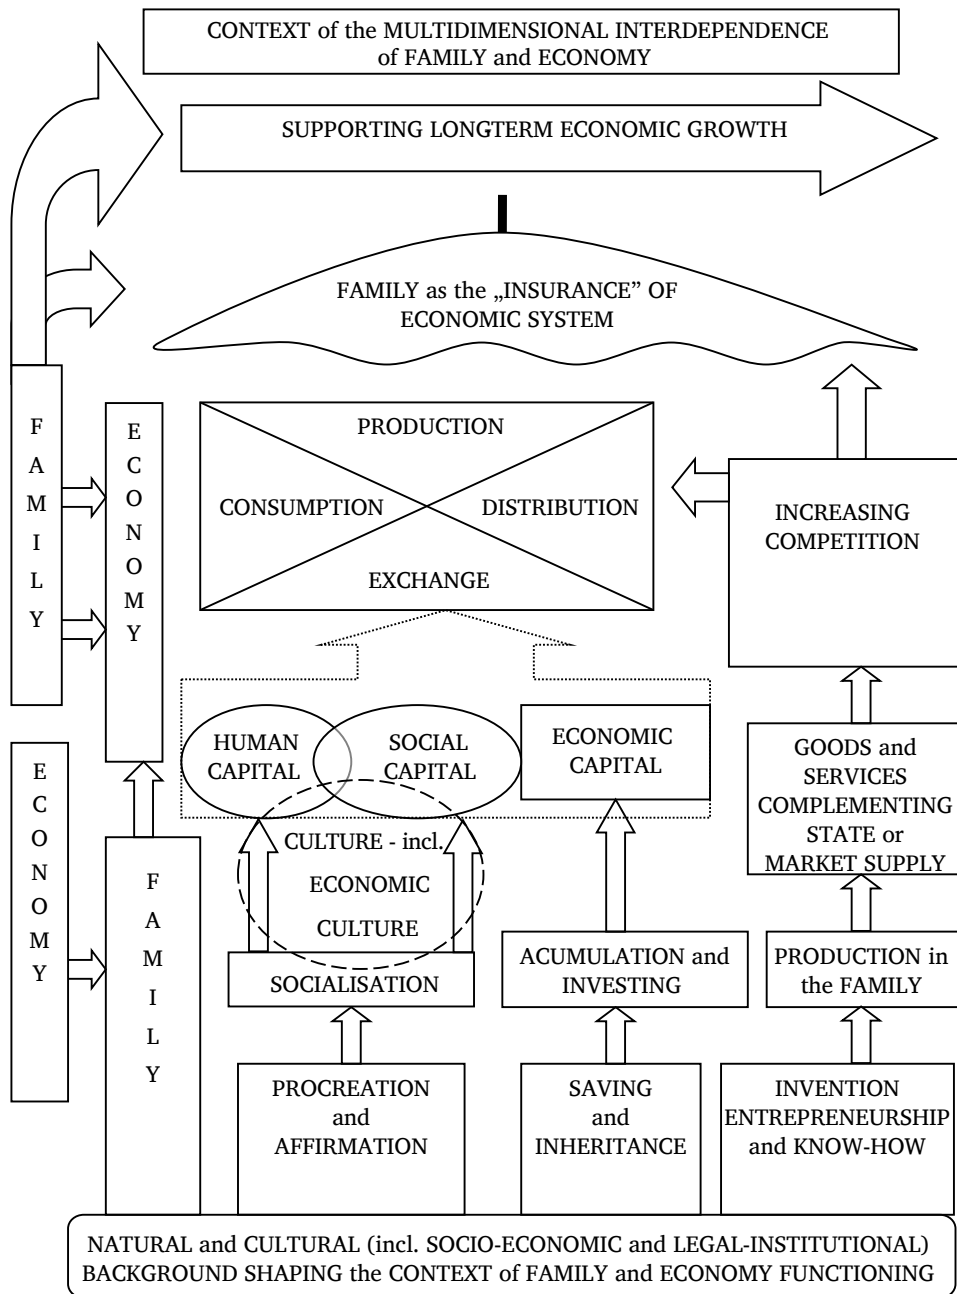 CONTEXT of the MULTIDIMENSIONAL INTERDEPENDENCE
of FAMILY and ECONOMY
SUPPORTING LONGTERM ECONOMIC GROWTH
FAMILY as the „INSURANCE” OF
ECONOMIC SYSTEM
F
A
M
I
L
Y
E
C
O
N
O
M
Y
PRODUCTION
CONSUMPTION
DISTRIBUTION
EXCHANGE
INCREASING
COMPETITION
HUMAN
CAPITAL
SOCIAL
CAPITAL
ECONOMIC
CAPITAL
GOODS and
SERVICES
COMPLEMENTING
STATE or
MARKET SUPPLY
E
C
O
N
O
M
Y
F
A
M
I
L
Y
CULTURE - incl.
ECONOMIC
CULTURE
SOCIALISATION
ACUMULATION and
INVESTING
PRODUCTION in
the FAMILY
PROCREATION
and
AFFIRMATION
SAVING
and
INHERITANCE
INVENTION
ENTREPRENEURSHIP
and KNOW-HOW
NATURAL and CULTURAL (incl. SOCIO-ECONOMIC and LEGAL-INSTITUTIONAL)
BACKGROUND SHAPING the CONTEXT of FAMILY and ECONOMY FUNCTIONING